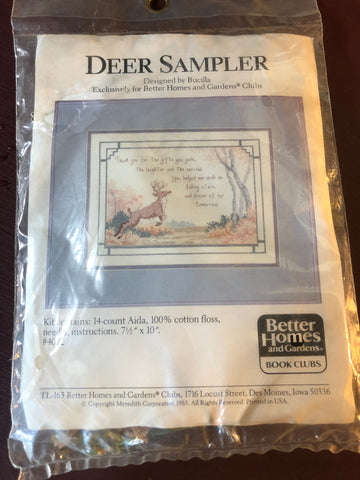 DEER SAMPLER
Designed by Bucilla
Exclusively for Better Homes and Gardens® Clubs
Thank you for the gifts you gave,
The laughter and the
You helped me wish on
falling stars
and dream of our
tomorrows.
Kit contains: 14-count Aida, 100% cotton floss,
needle, instructions. 7½" x 10".
Better
Homes
and Gardens®
BOOK CLUBS
TL-165 Better Homes and Gardens® Clubs, 1716 Locust Street, Des Moines, Iowa 50336
© Copyright Meredith Corporation 1985. All Rights Reserved. Printed in USA.